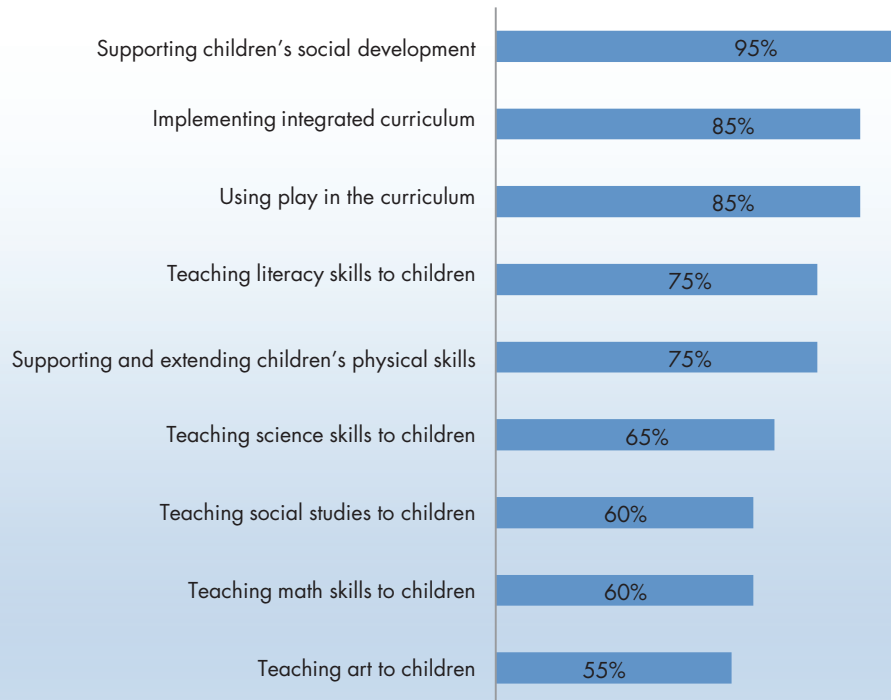 Supporting children’s social development 95%
Implementing integrated curriculum 85%
Using play in the curriculum 85%
Teaching literacy skills to children 75%
Supporting and extending children’s physical skills 75%
Teaching science skills to children 65%
Teaching social studies to children 60%
Teaching math skills to children 60%
Teaching art to children 55%